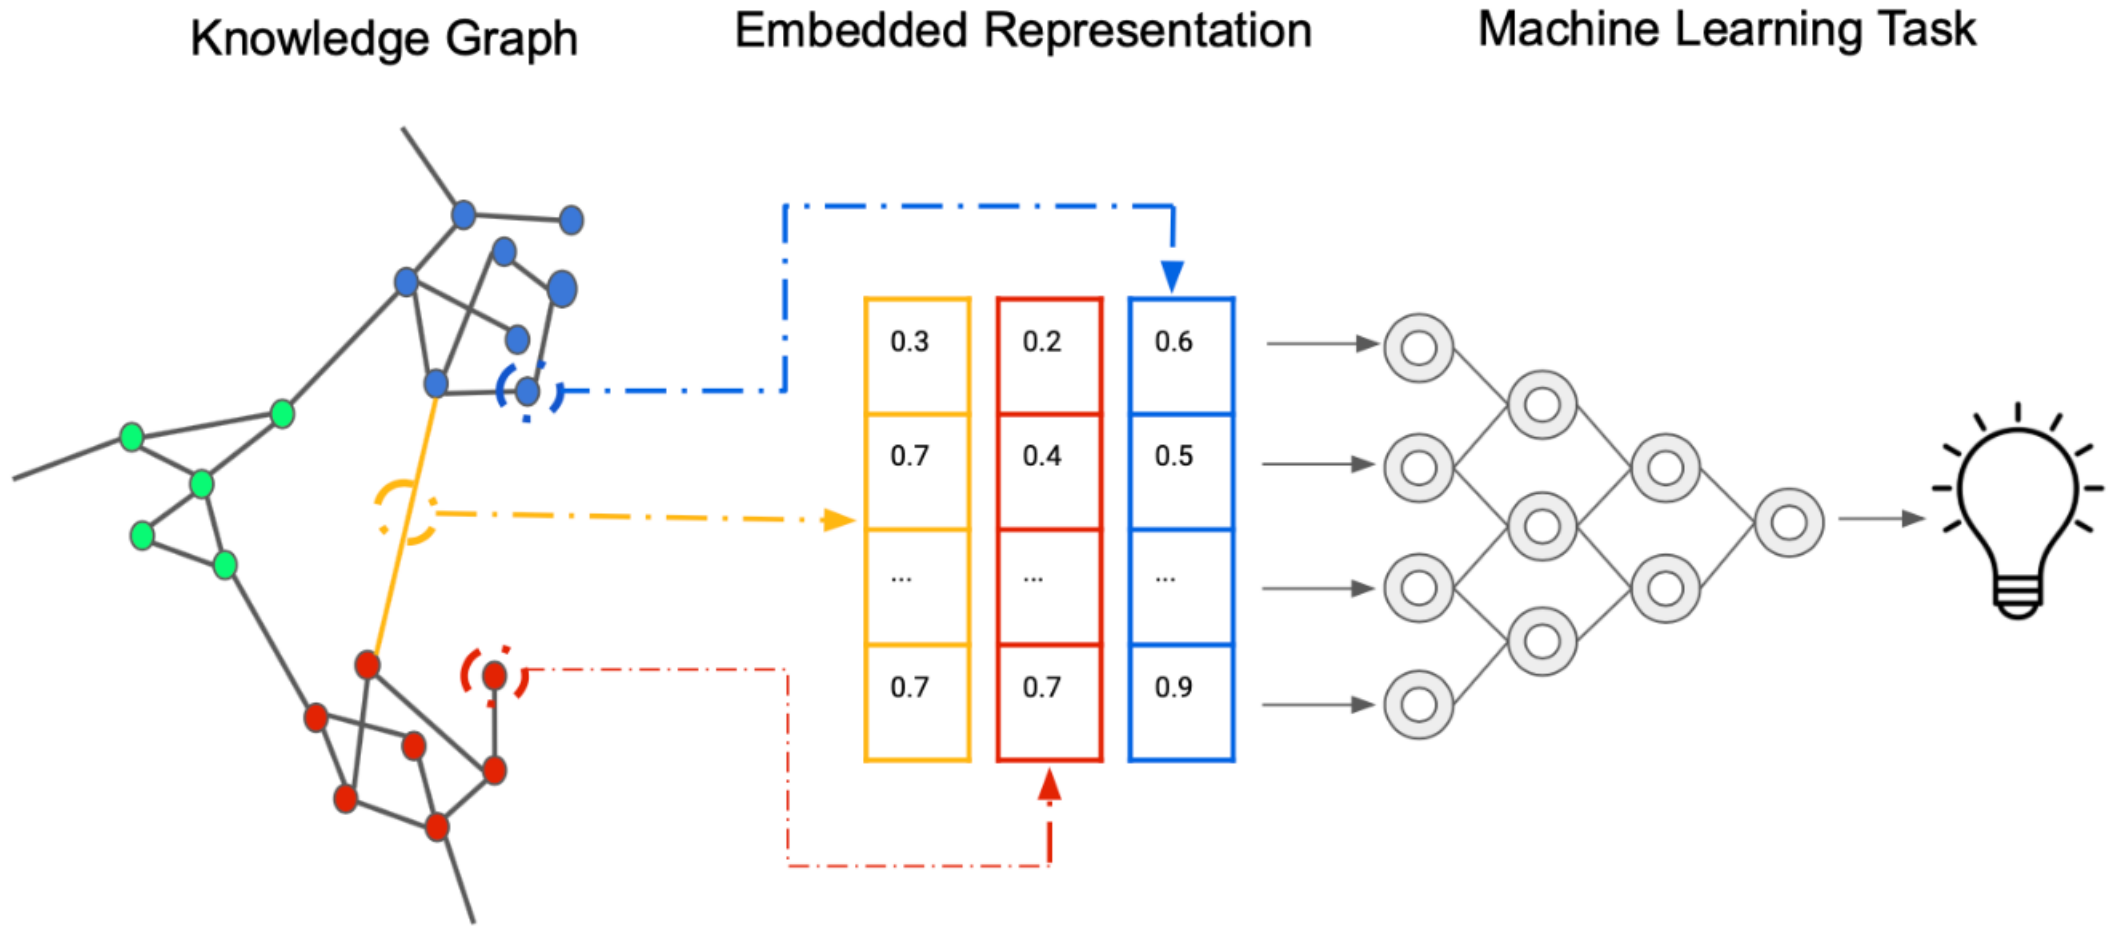 Knowledge Graph
Embedded Representation
Machine Learning Task
0.3 0.2 0.6
0.7 0.4 0.5
... ... ...
0.7 0.7 0.9